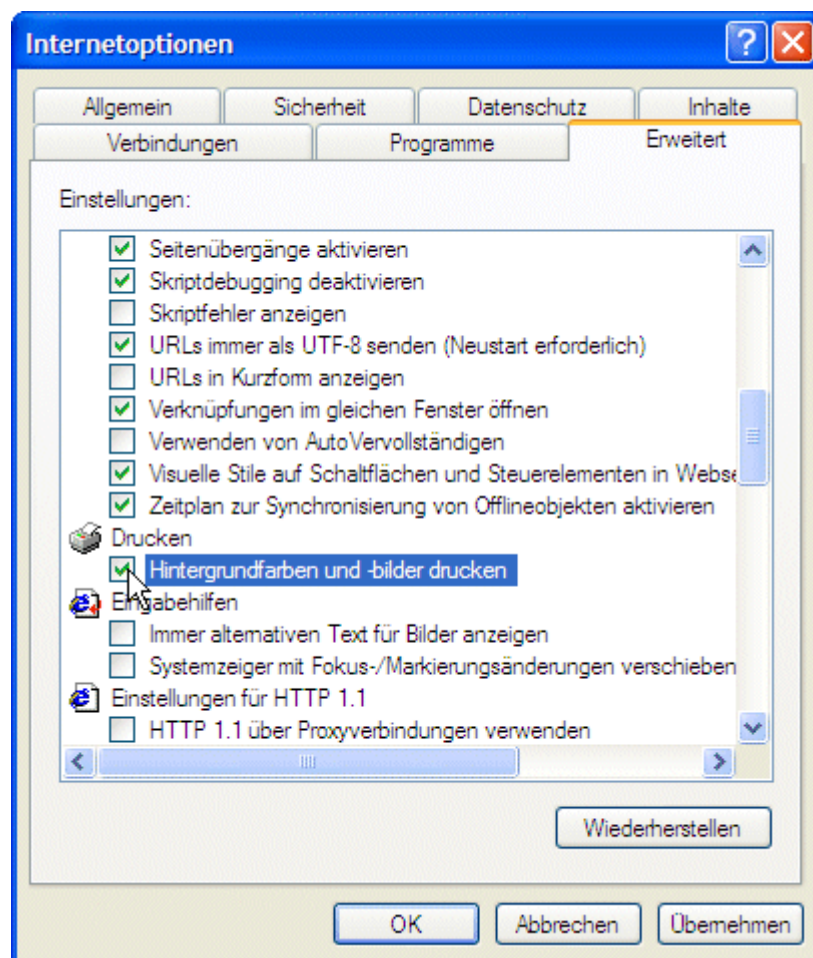 Internetoptionen
Allgemein Sicherheit Datenschutz Inhalte
Verbindungen Programme Erweitert
Einstellungen:
Seitenübergänge aktivieren
Skriptdebugging deaktivieren
Skriptfehler anzeigen
URLs immer als UTF-8 senden (Neustart erforderlich)
URLs in Kurzform anzeigen
Verknüpfungen im gleichen Fenster öffnen
Verwenden von AutoVervollständigen
Visuelle Stile auf Schaltflächen und Steuerelementen in Webse
Zeitplan zur Synchronisierung von Offlineobjekten aktivieren
Drucken
Hintergrundfarben und -bilder drucken
Eingabehilfen
Immer alternativen Text für Bilder anzeigen
Systemzeiger mit Fokus-/Markierungsänderungen verschieben
Einstellungen für HTTP 1.1
HTTP 1.1 über Proxyverbindungen verwenden
Wiederherstellen
OK Abbrechen Übernehmen